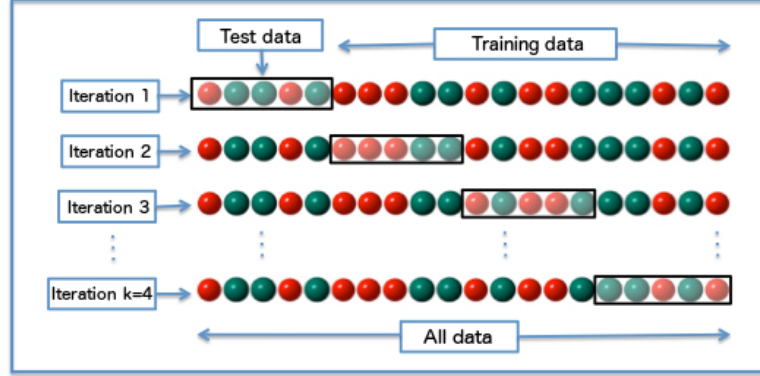 Test data
Training data
Iteration 1
Iteration 2
Iteration 3
Iteration k=4
All data